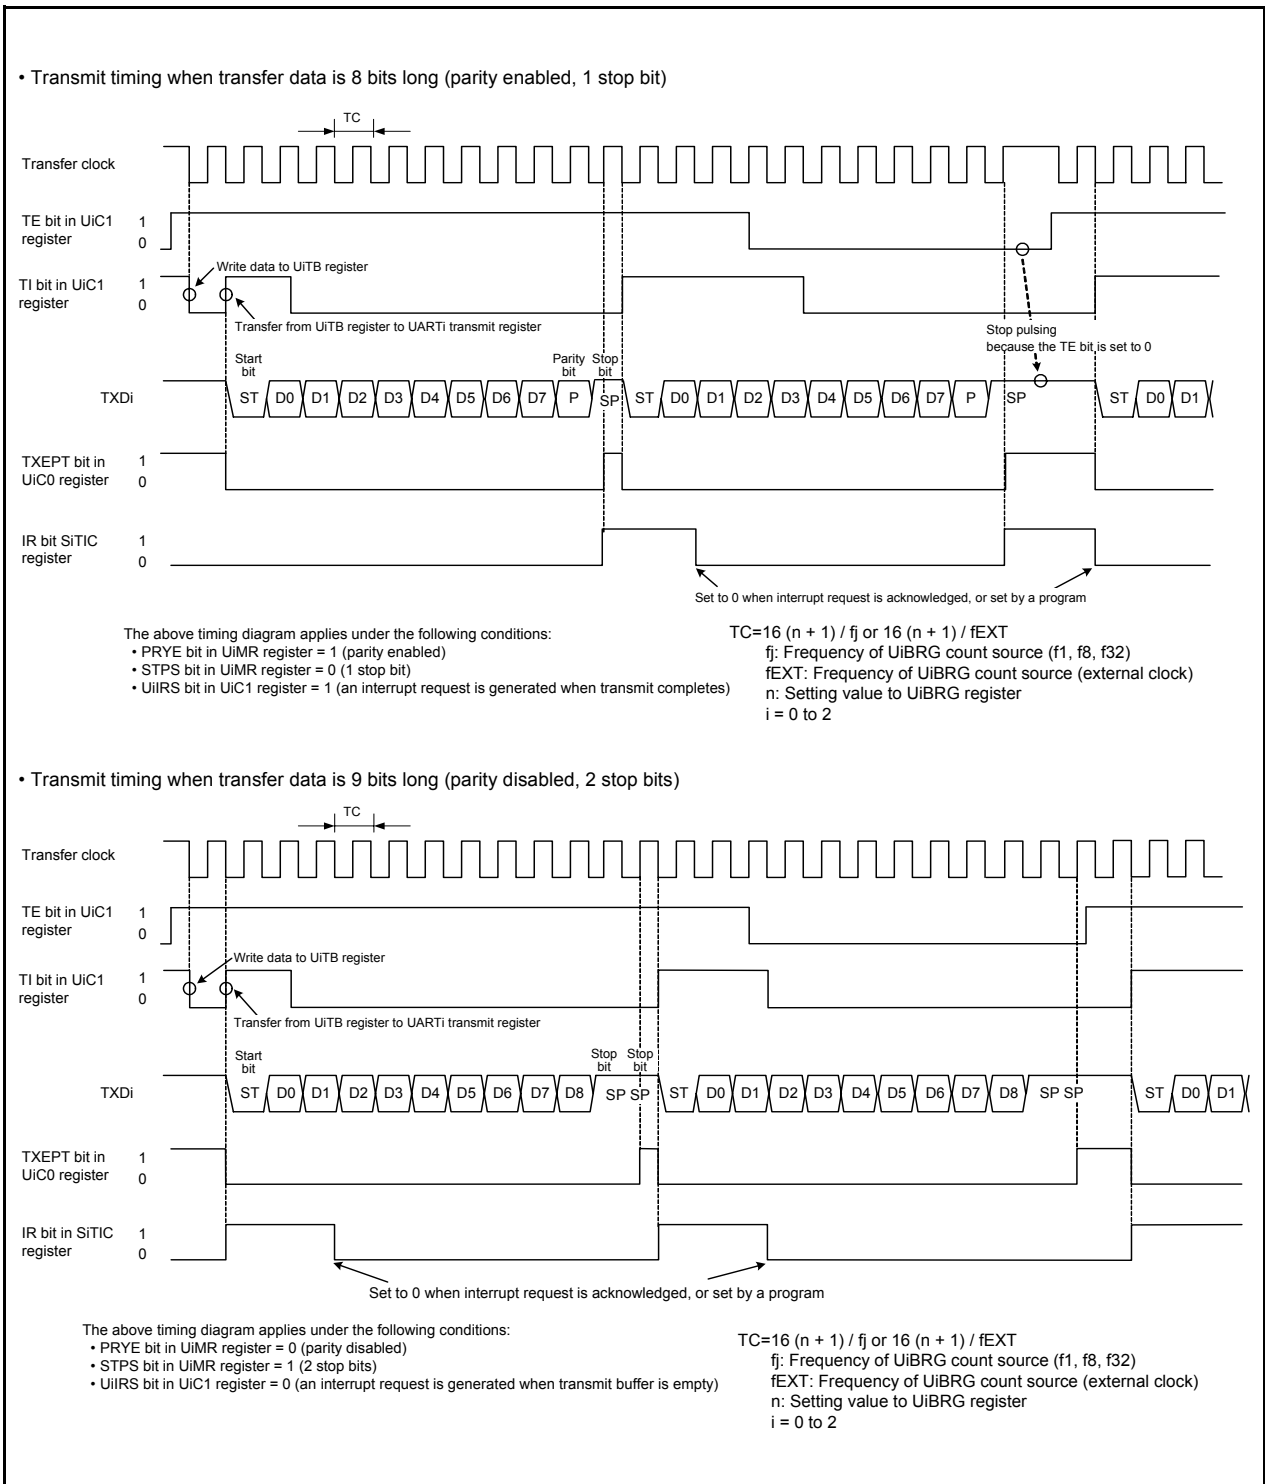 • Transmit timing when transfer data is 8 bits long (parity enabled, 1 stop bit)
TC
Transfer clock
TE bit in UiC1 register
1
0
Write data to UiTB register
TI bit in UiC1 register
1
0
Transfer from UiTB register to UARTi transmit register
Stop pulsing
because the TE bit is set to 0
Start bit
Parity bit
Stop bit
TXDi
ST D0 D1 D2 D3 D4 D5 D6 D7 P SP ST D0 D1 D2 D3 D4 D5 D6 D7 P SP ST D0 D1
TXEPT bit in UiC0 register
1
0
IR bit SiTIC register
1
0
Set to 0 when interrupt request is acknowledged, or set by a program
The above timing diagram applies under the following conditions:
• PRYE bit in UiMR register = 1 (parity enabled)
• STPS bit in UiMR register = 0 (1 stop bit)
• UiIRS bit in UiC1 register = 1 (an interrupt request is generated when transmit completes)
TC=16 (n + 1) / fj or 16 (n + 1) / fEXT
fj: Frequency of UiBRG count source (f1, f8, f32)
fEXT: Frequency of UiBRG count source (external clock)
n: Setting value to UiBRG register
i = 0 to 2
• Transmit timing when transfer data is 9 bits long (parity disabled, 2 stop bits)
TC
Transfer clock
TE bit in UiC1 register
1
0
Write data to UiTB register
TI bit in UiC1 register
1
0
Transfer from UiTB register to UARTi transmit register
Start bit
Stop bit
Stop bit
TXDi
ST D0 D1 D2 D3 D4 D5 D6 D7 D8 SP SP ST D0 D1 D2 D3 D4 D5 D6 D7 D8 SP SP ST D0 D1
TXEPT bit in UiC0 register
1
0
IR bit in SiTIC register
1
0
Set to 0 when interrupt request is acknowledged, or set by a program
The above timing diagram applies under the following conditions:
• PRYE bit in UiMR register = 0 (parity disabled)
• STPS bit in UiMR register = 1 (2 stop bits)
• UiIRS bit in UiC1 register = 0 (an interrupt request is generated when transmit buffer is empty)
TC=16 (n + 1) / fj or 16 (n + 1) / fEXT
fj: Frequency of UiBRG count source (f1, f8, f32)
fEXT: Frequency of UiBRG count source (external clock)
n: Setting value to UiBRG register
i = 0 to 2